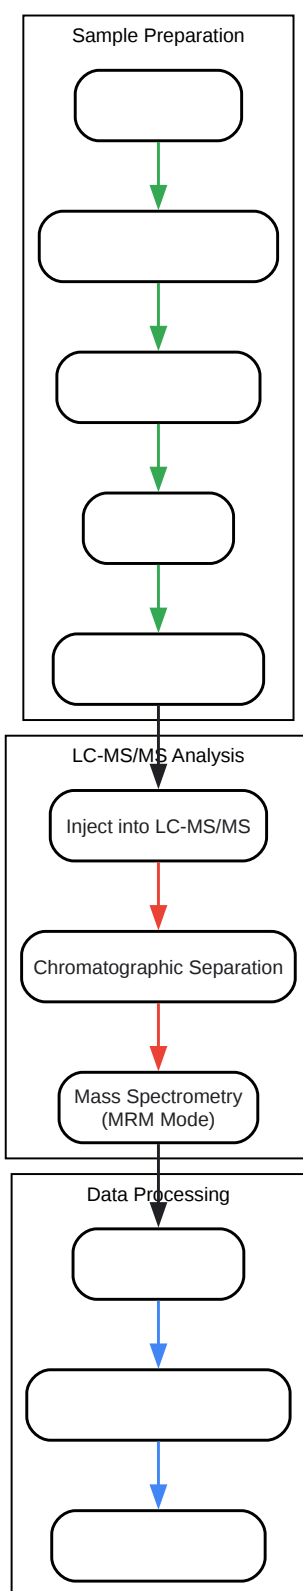 Sample Preparation
LC-MS/MS Analysis
Inject into LC-MS/MS
Chromatographic Separation
Mass Spectrometry
(MRM Mode)
Data Processing